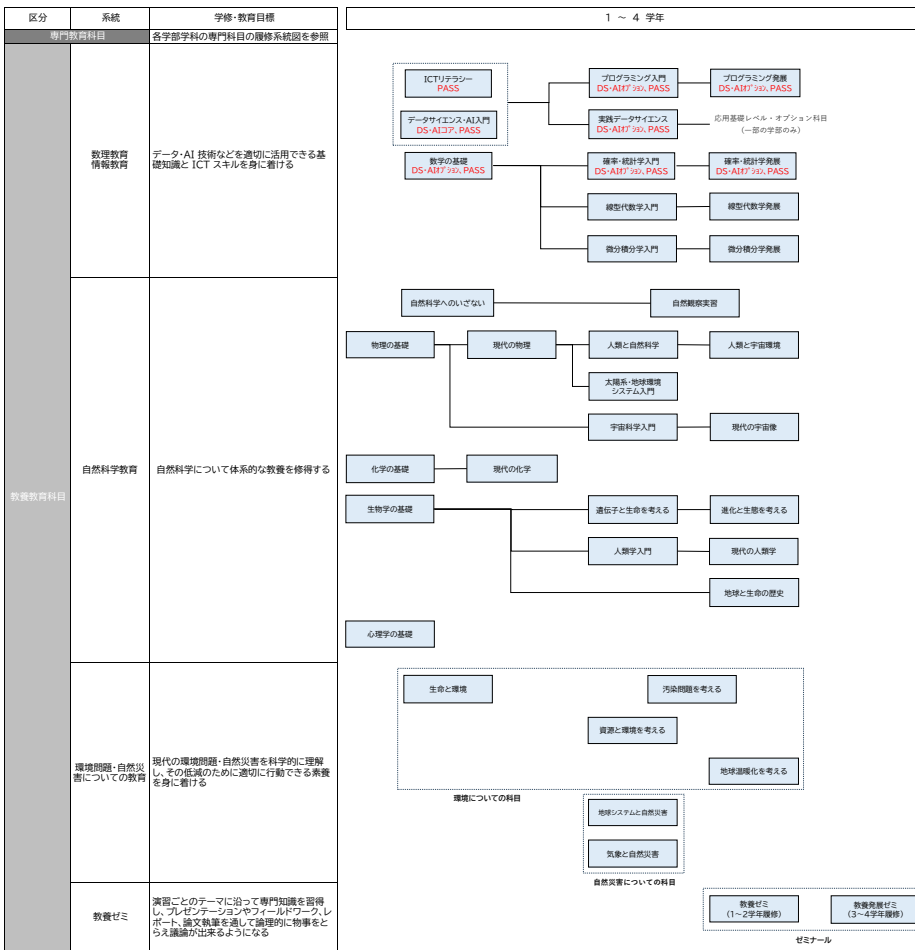 区分
系統
学修・教育目標
1 ～ 4 学年
専門教育科目
各学部学科の専門科目の履修系統図を参照
教養教育科目
数理教育
情報教育
データ・AI 技術などを適切に活用できる基
礎知識と ICT スキルを身に着ける
ICTリテラシー
PASS
データサイエンス・AI入門
DS・AIコア、PASS
プログラミング入門
DS・AIオプション、PASS
プログラミング発展
DS・AIオプション、PASS
実践データサイエンス
DS・AIオプション、PASS
応用基礎レベル・オプション科目
(一部の学部のみ)
数学の基礎
DS・AIオプション、PASS
確率・統計学入門
DS・AIオプション、PASS
確率・統計学発展
DS・AIオプション、PASS
線型代数学入門
線型代数学発展
微分積分学入門
微分積分学発展
自然科学教育
自然科学について体系的な教養を修得する
自然科学へのいざない
自然観察実習
物理の基礎
現代の物理
人類と自然科学
人類と宇宙環境
太陽系・地球環境
システム入門
宇宙科学入門
現代の宇宙像
化学の基礎
現代の化学
生物学の基礎
遺伝子と生命を考える
進化と生態を考える
人類学入門
現代の人類学
地球と生命の歴史
心理学の基礎
環境問題・自然災
害についての教育
現代の環境問題・自然災害を科学的に理解
し、その低減のために適切に行動できる素養
を身に着ける
生命と環境
汚染問題を考える
資源と環境を考える
地球温暖化を考える
環境についての科目
地球システムと自然災害
気象と自然災害
自然災害についての科目
教養ゼミ
演習ごとのテーマに沿って専門知識を習得
し、プレゼンテーションやフィールドワーク、レ
ポート、論文執筆を通して論理的に物事をと
らえ議論が出来るようになる
教養ゼミ
(1～2学年履修)
教養発展ゼミ
(3～4学年履修)
ゼミナール